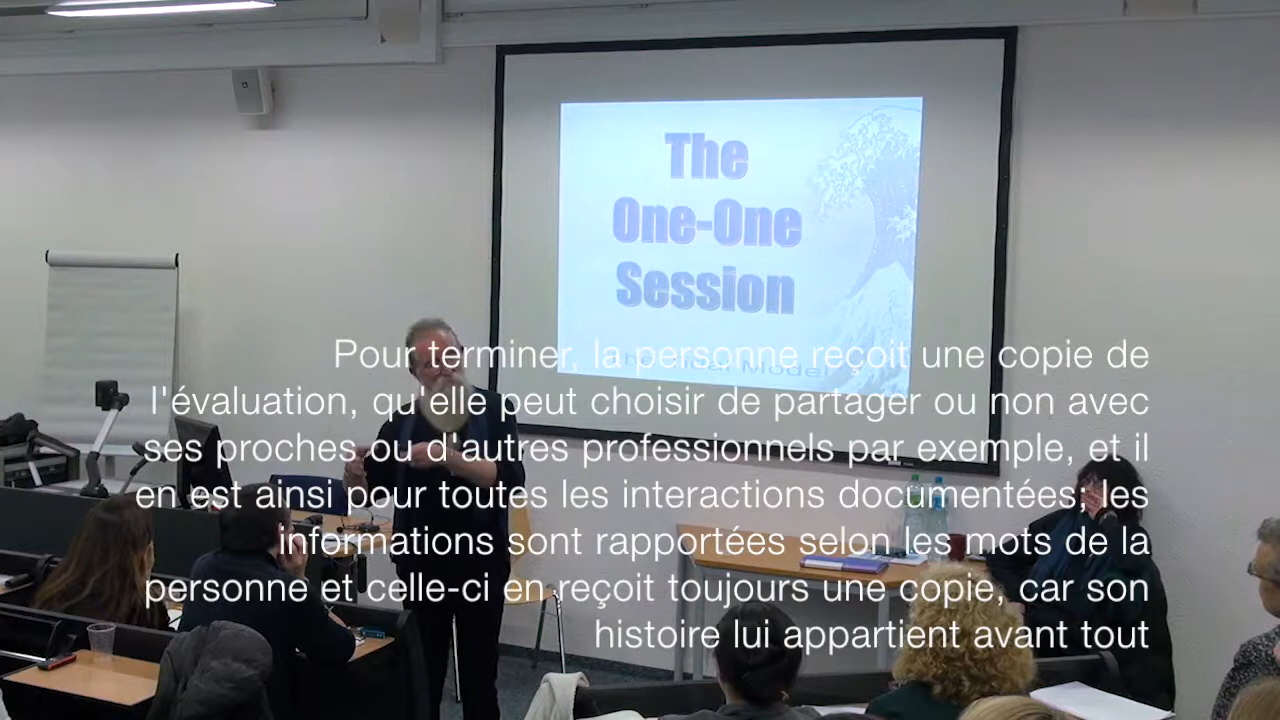 The
One-One
Session
Pour terminer, la personne reçoit une copie de
l'évaluation, qu'elle peut choisir de partager ou non avec
ses proches ou d'autres professionnels par exemple, et il
en est ainsi pour toutes les interactions documentées; les
informations sont rapportées selon les mots de la
personne et celle-ci en reçoit toujours une copie, car son
histoire lui appartient avant tout